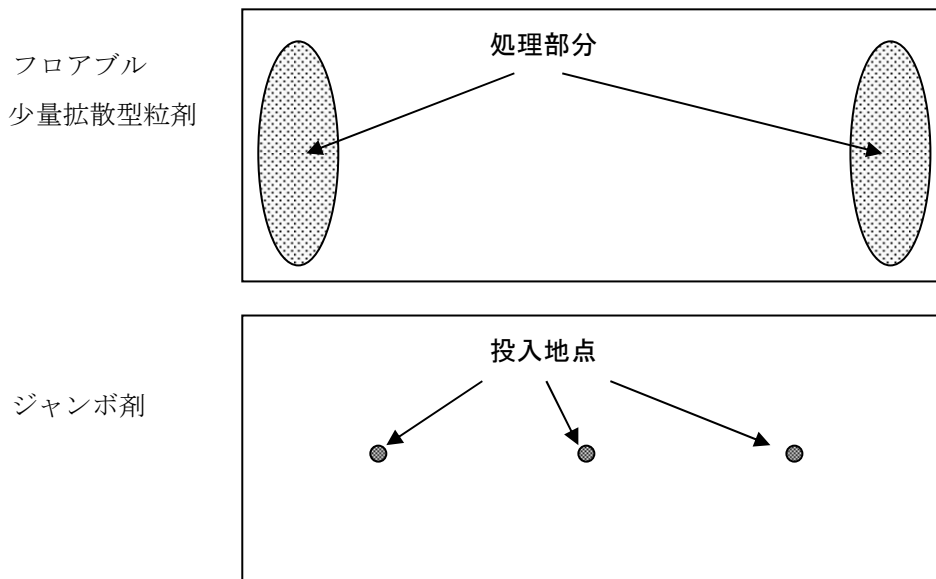 処理部分
フロアブル
少量拡散型粒剤
投入地点
ジャンボ剤